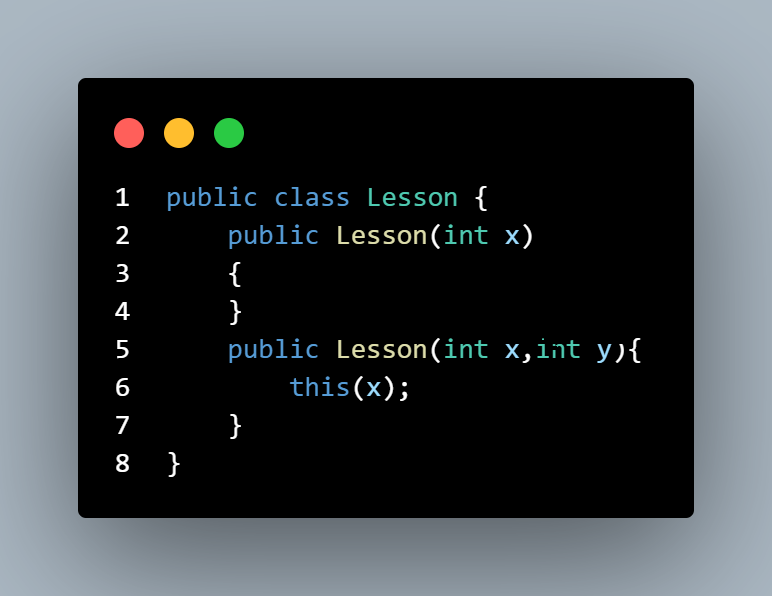 1 public class Lesson {
2     public Lesson(int x)
3     {
4     }
5     public Lesson(int x,int y){
6         this(x);
7     }
8 }